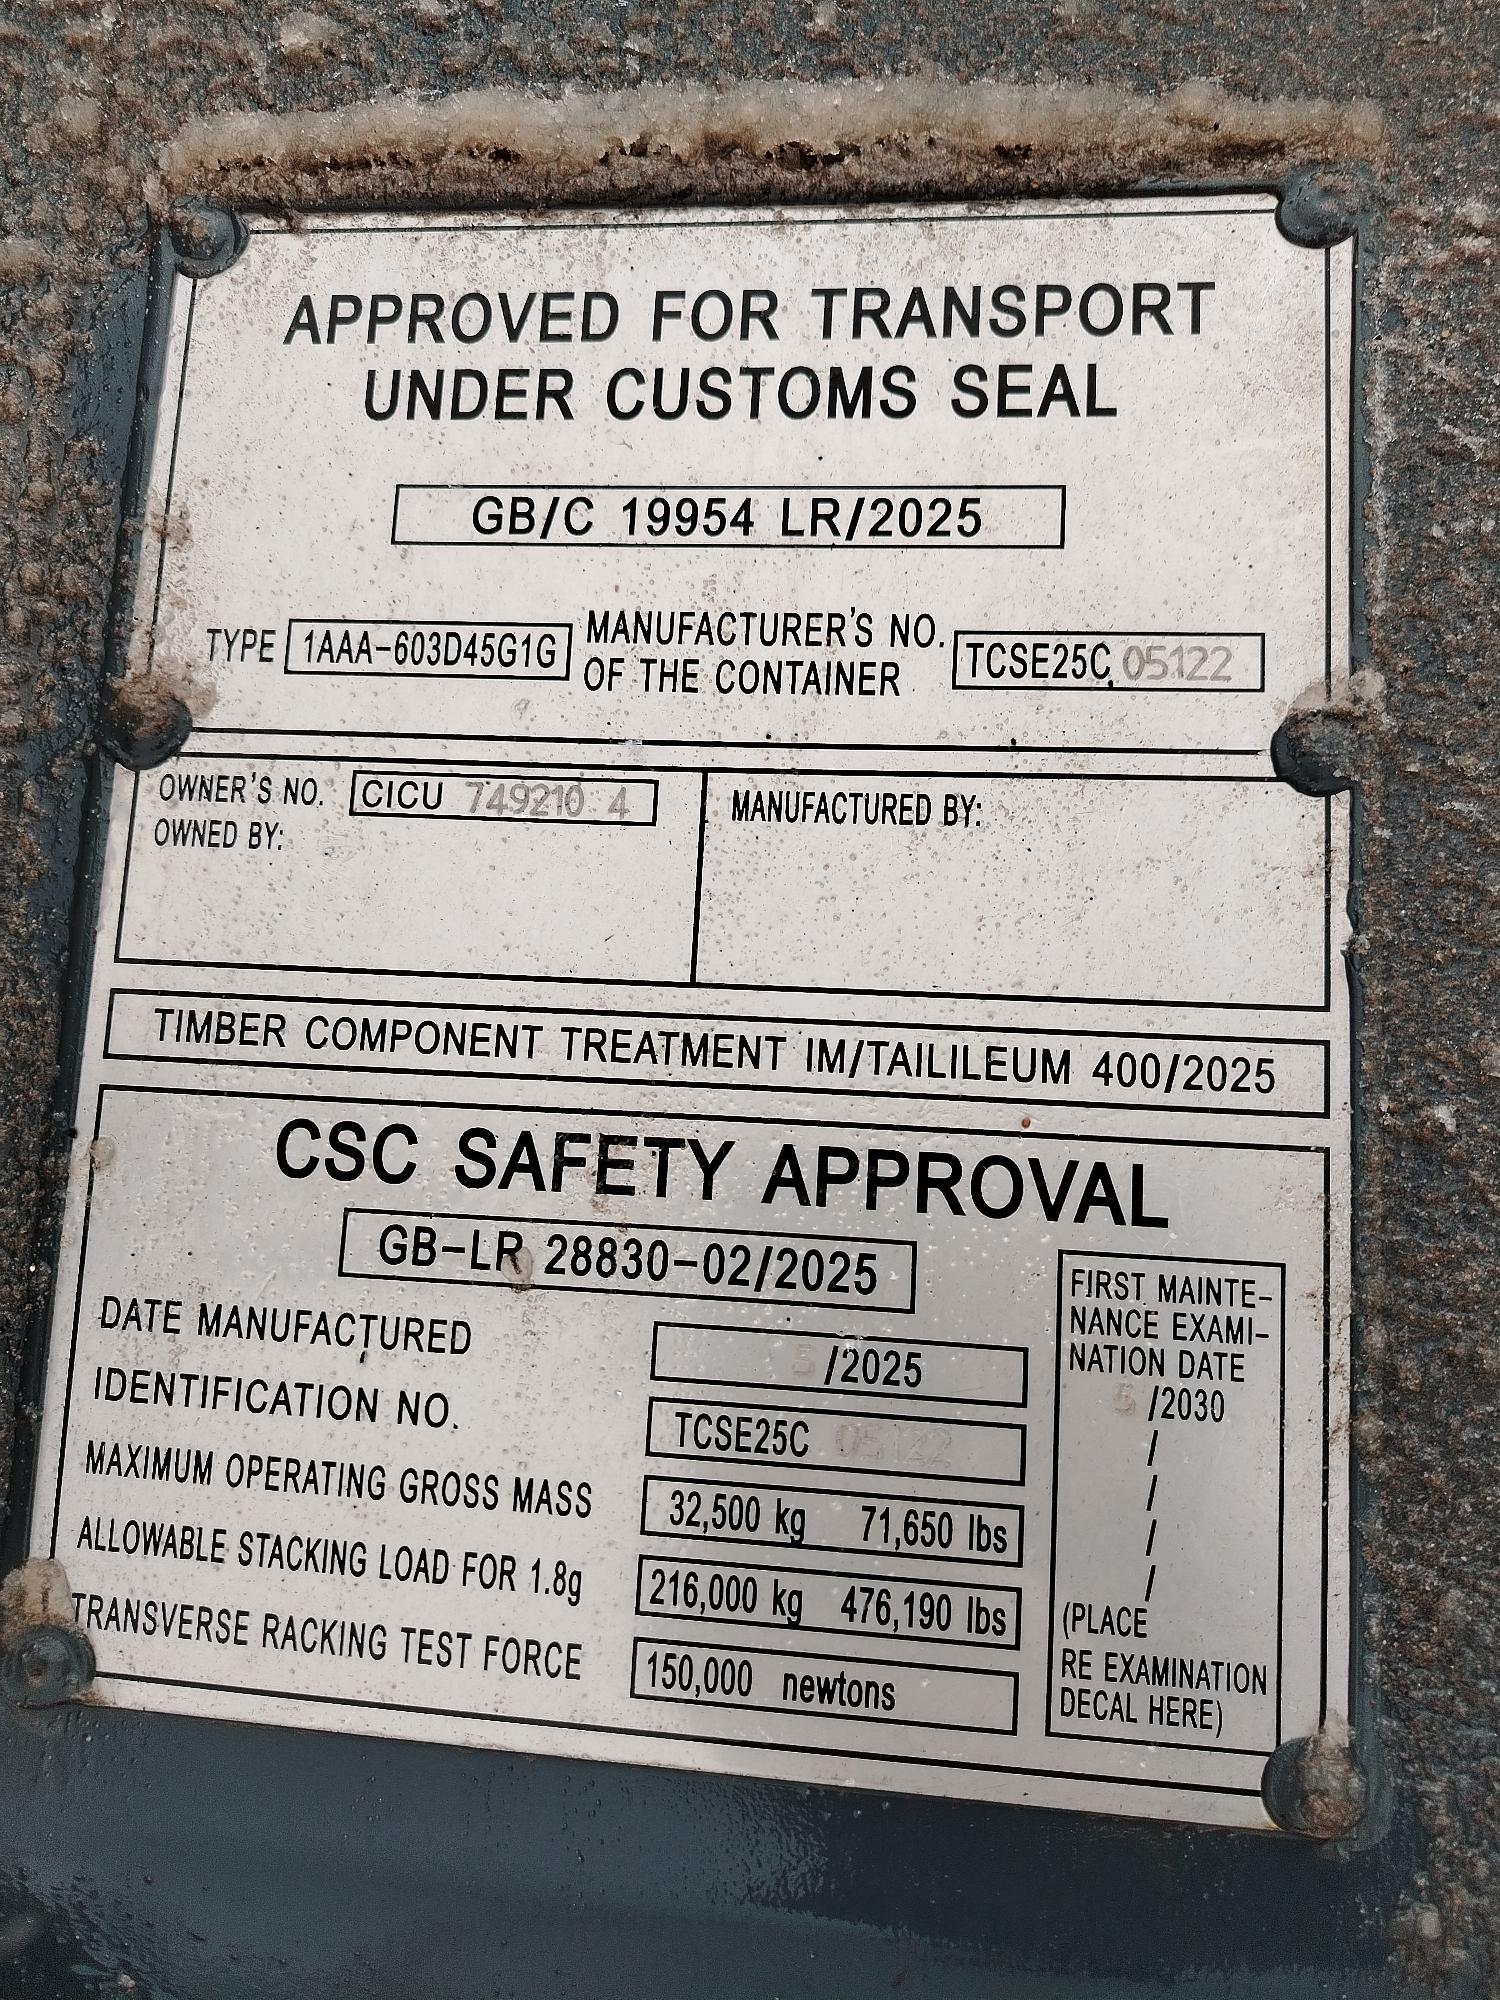 APPROVED FOR TRANSPORT
UNDER CUSTOMS SEAL
GB/C 19954 LR/2025
TYPE 1AAA-603D45G1G MANUFACTURER'S NO. OF THE CONTAINER TCSE25C 05122
OWNER'S NO. CICU 749210 4
OWNED BY:
MANUFACTURED BY:
TIMBER COMPONENT TREATMENT IM/TAILILEUM 400/2025
CSC SAFETY APPROVAL
GB-LR 28830-02/2025
DATE MANUFACTURED 5 /2025
IDENTIFICATION NO. TCSE25C 05122
MAXIMUM OPERATING GROSS MASS 32,500 kg 71,650 lbs
ALLOWABLE STACKING LOAD FOR 1.8g 216,000 kg 476,190 lbs
TRANSVERSE RACKING TEST FORCE 150,000 newtons
FIRST MAINTE-
NANCE EXAMI-
NATION DATE
5 /2030
/
/
/
/
(PLACE
RE EXAMINATION
DECAL HERE)